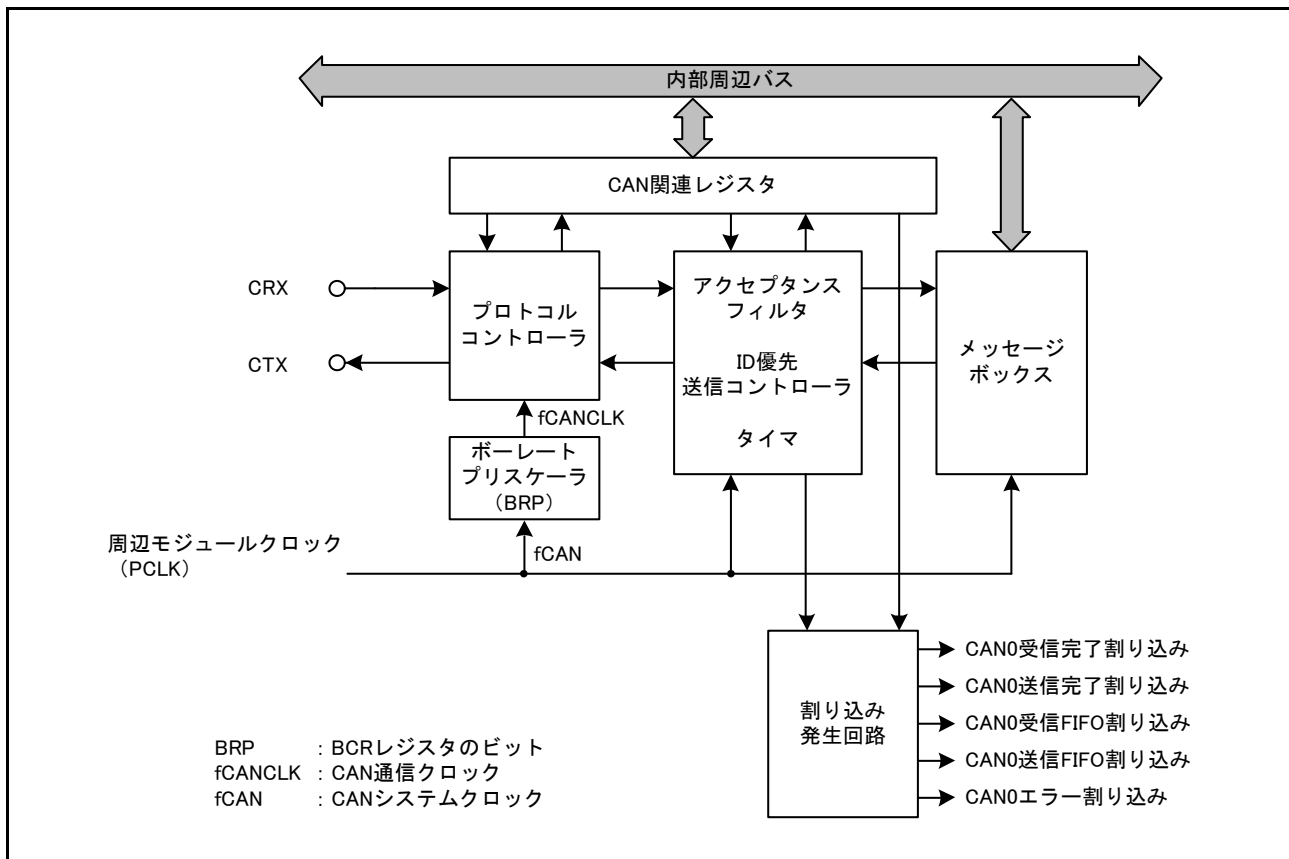 内部周辺バス
CAN関連レジスタ
CRX
CTX
プロトコル
コントローラ
アクセプタンス
フィルタ
ID優先
送信コントローラ
タイマ
メッセージ
ボックス
fCANCLK
ボーレート
プリスケーラ
（BRP）
周辺モジュールクロック
（PCLK）
fCAN
割り込み
発生回路
CAN0受信完了割り込み
CAN0送信完了割り込み
CAN0受信FIFO割り込み
CAN0送信FIFO割り込み
CAN0エラー割り込み
BRP : BCRレジスタのビット
fCANCLK : CAN通信クロック
fCAN : CANシステムクロック